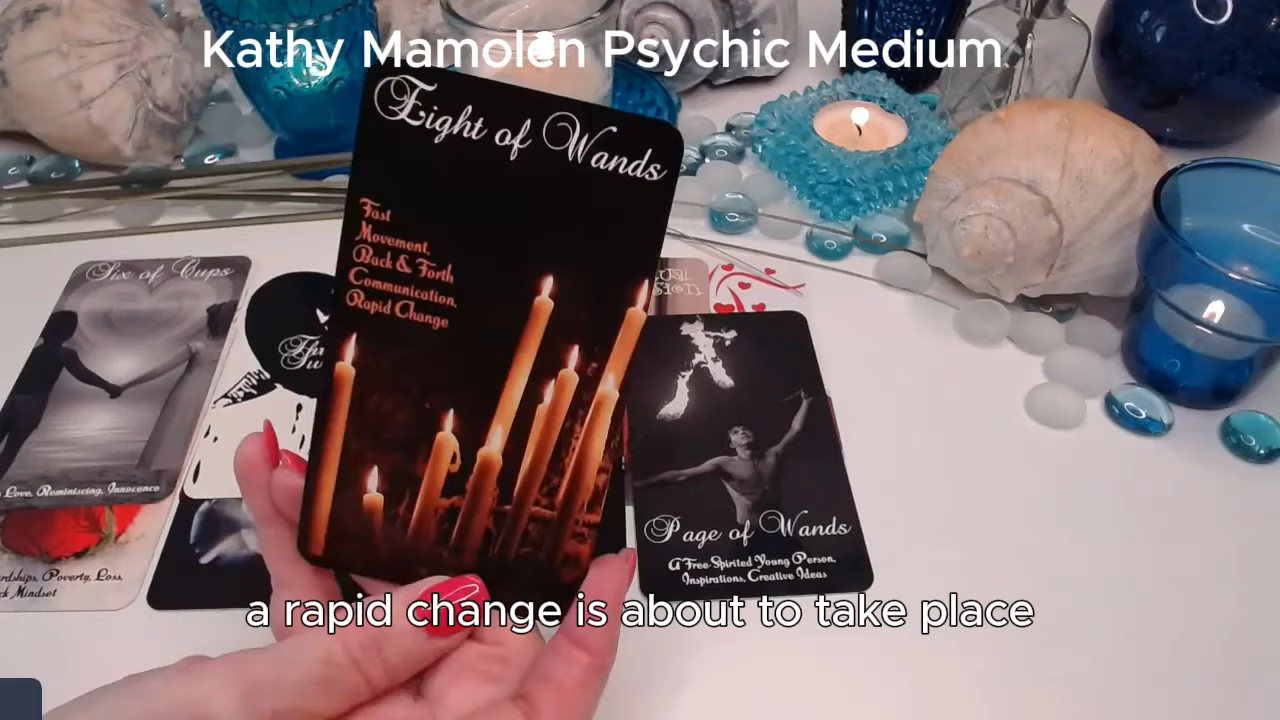 Kathy Mamolen Psychic Medium
Eight of Wands
Fast
Movement,
Back & Forth
Communication,
Rapid Change
Six of Cups
Love, Reminiscing, Innocence
Poverty, Loss,
Mindset
Page of Wands
A Free-Spirited Young Person,
Inspirations, Creative Ideas
a rapid change is about to take place